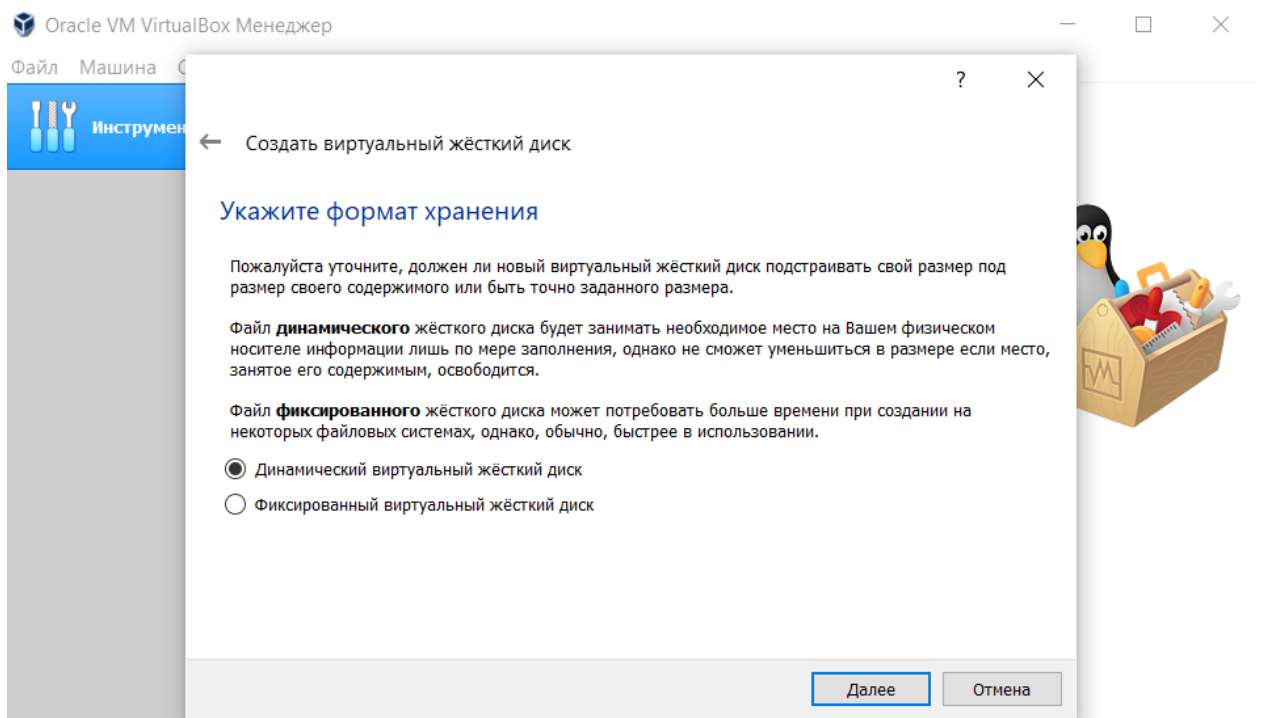 Oracle VM VirtualBox Менеджер
Файл Машина
Инструмен
?
Создать виртуальный жёсткий диск
Укажите формат хранения
Пожалуйста уточните, должен ли новый виртуальный жёсткий диск подстраивать свой размер под
размер своего содержимого или быть точно заданного размера.
Файл динамического жёсткого диска будет занимать необходимое место на Вашем физическом
носителе информации лишь по мере заполнения, однако не сможет уменьшиться в размере если место,
занятое его содержимым, освободится.
Файл фиксированного жёсткого диска может потребовать больше времени при создании на
некоторых файловых системах, однако, обычно, быстрее в использовании.
Динамический виртуальный жёсткий диск
Фиксированный виртуальный жёсткий диск
Далее Отмена